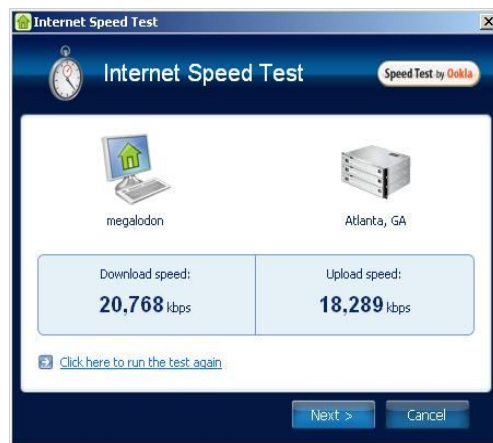 Internet Speed Test
Internet Speed Test
Speed Test by Ookla
megalodon
Atlanta, GA
Download speed:
Upload speed:
20,768 kbps
18,289 kbps
Click here to run the test again
Next >
Cancel